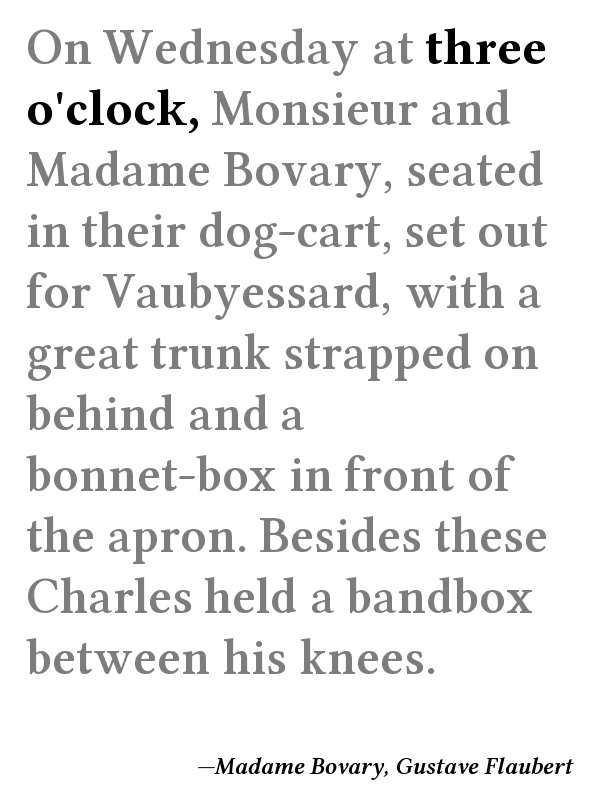 On Wednesday at three
o'clock, Monsieur and
Madame Bovary, seated
in their dog-cart, set out
for Vaubyessard, with a
great trunk strapped on
behind and a
bonnet-box in front of
the apron. Besides these
Charles held a bandbox
between his knees.
—Madame Bovary, Gustave Flaubert